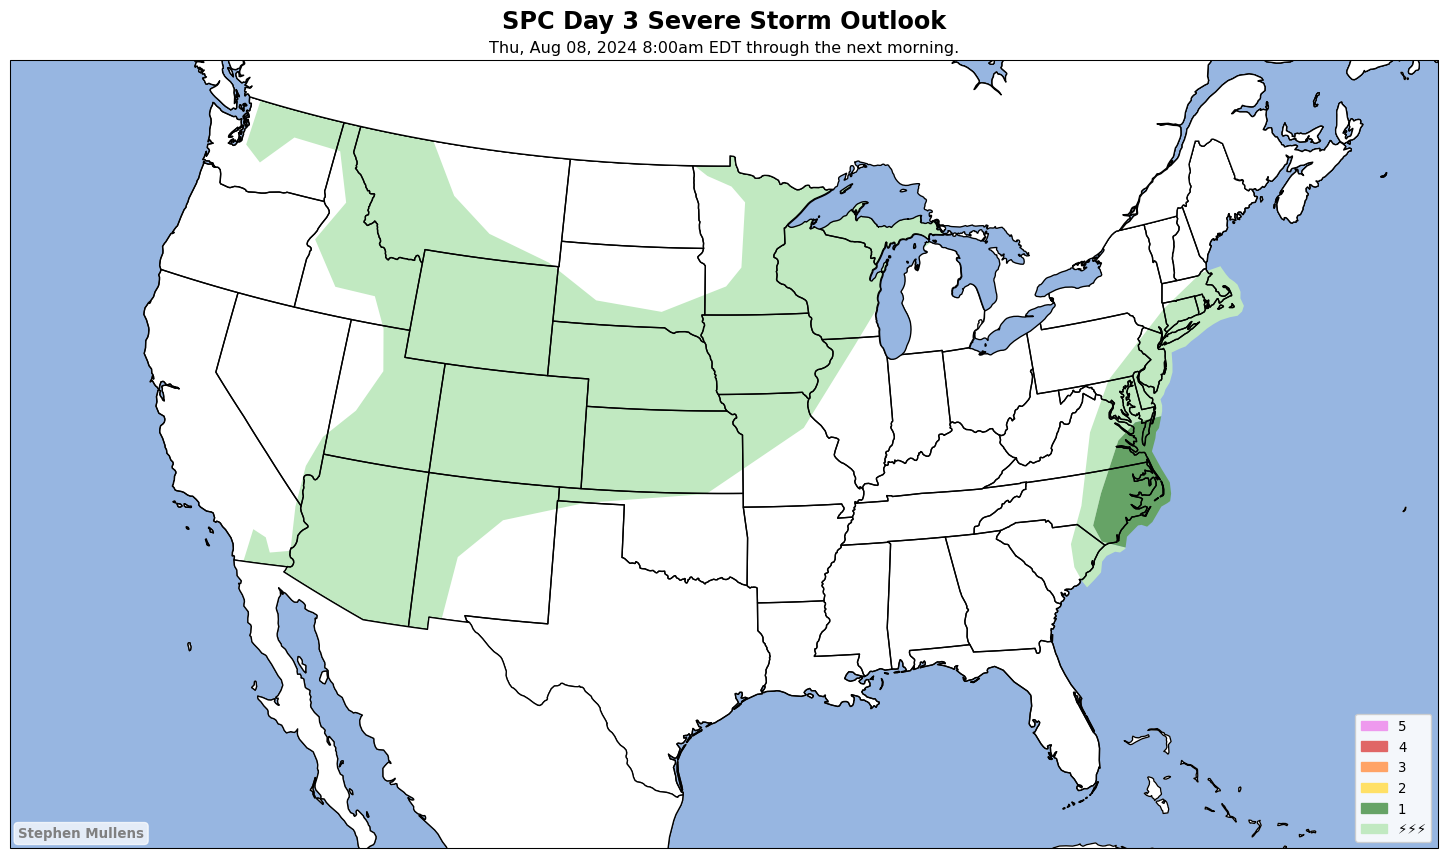 SPC Day 3 Severe Storm Outlook
Thu, Aug 08, 2024 8:00am EDT through the next morning.
5
4
3
2
1
⚡⚡⚡
Stephen Mullens